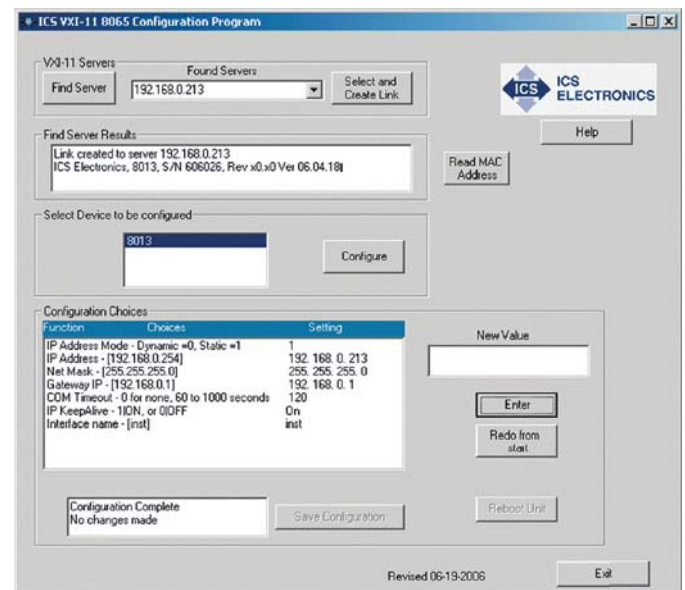 ICS VXI-11 8065 Configuration Program
VXI-11 Servers
Found Servers
Find Server
192.168.0.213
Select and
Create Link
ICS
ICS
ELECTRONICS
Help
Find Server Results
Link created to server 192.168.0.213
ICS Electronics, 8013, S/N 606026, Rev x0.x0 Ver 06.04.18
Read MAC
Address
Select Device to be configured
8013
Configure
Configuration Choices
Function Choices Setting
IP Address Mode - Dynamic =0, Static =1 1
IP Address - [192.168.0.254] 192. 168. 0. 213
Net Mask - [255.255.255.0] 255. 255. 255. 0
Gateway IP - [192.168.0.1] 192. 168. 0. 1
COM Timeout - 0 for none, 60 to 1000 seconds 120
IP KeepAlive - 1|ON, or 0|OFF On
Interface name - [inst] inst
New Value
Enter
Redo from
start
Configuration Complete
No changes made
Save Configuration
Reboot Unit
Revised 06-19-2006
Exit